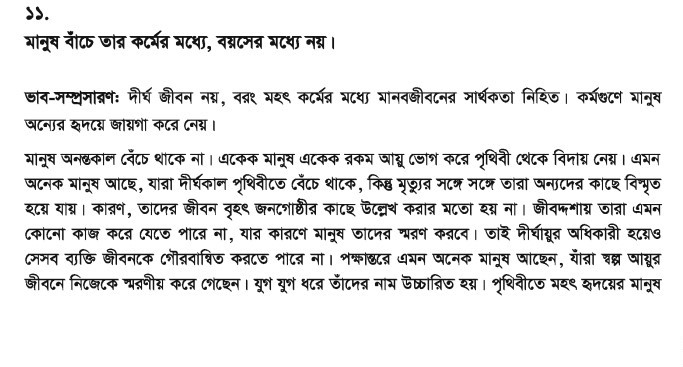 ১১.
মানুষ বাঁচে তার কর্মের মধ্যে, বয়সের মধ্যে নয়।
ভাব-সম্প্রসারণ: দীর্ঘ জীবন নয়, বরং মহৎ কর্মের মধ্যে মানবজীবনের সার্থকতা নিহিত। কর্মগুণে মানুষ
অন্যের হৃদয়ে জায়গা করে নেয়।
মানুষ অনন্তকাল বেঁচে থাকে না। একেক মানুষ একেক রকম আয়ু ভোগ করে পৃথিবী থেকে বিদায় নেয়। এমন
অনেক মানুষ আছে, যারা দীর্ঘকাল পৃথিবীতে বেঁচে থাকে, কিন্তু মৃত্যুর সঙ্গে সঙ্গে তারা অন্যদের কাছে বিস্মৃত
হয়ে যায়। কারণ, তাদের জীবন বৃহৎ জনগোষ্ঠীর কাছে উল্লেখ করার মতো হয় না। জীবদ্দশায় তারা এমন
কোনো কাজ করে যেতে পারে না, যার কারণে মানুষ তাদের স্মরণ করবে। তাই দীর্ঘায়ুর অধিকারী হয়েও
সেসব ব্যক্তি জীবনকে গৌরবান্বিত করতে পারে না। পক্ষান্তরে এমন অনেক মানুষ আছেন, যাঁরা স্বল্প আয়ুর
জীবনে নিজেকে স্মরণীয় করে গেছেন। যুগ যুগ ধরে তাঁদের নাম উচ্চারিত হয়। পৃথিবীতে মহৎ হৃদয়ের মানুষ